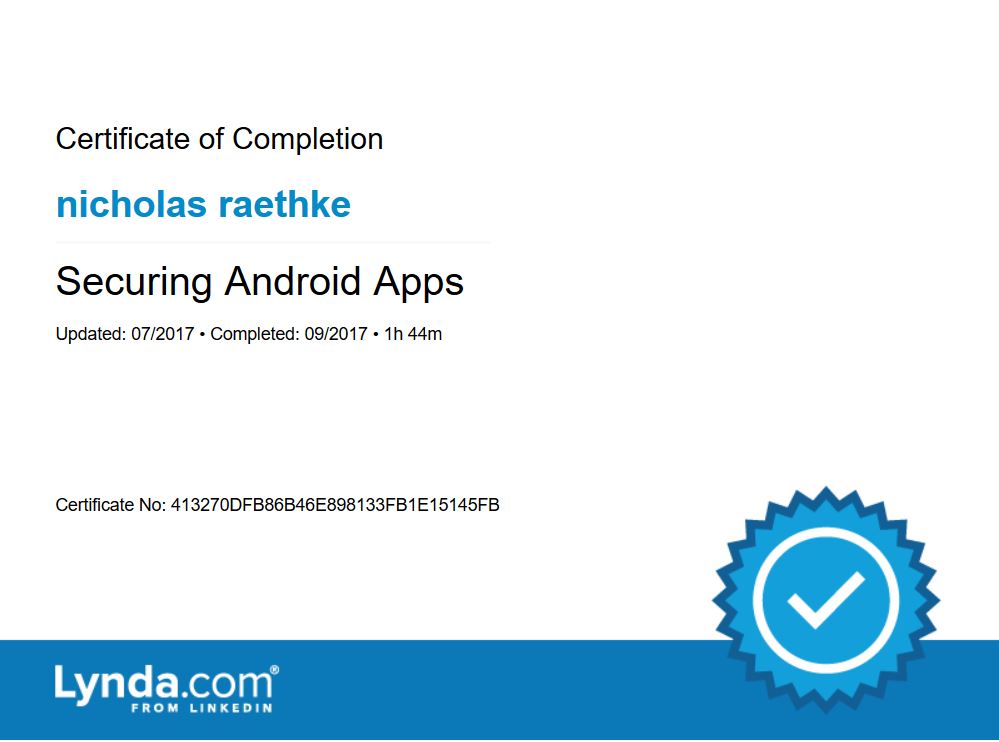 Certificate of Completion
nicholas raethke
Securing Android Apps
Updated: 07/2017 • Completed: 09/2017 • 1h 44m
Certificate No: 413270DFB86B46E898133FB1E15145FB
Lynda.com®
FROM LINKEDIN